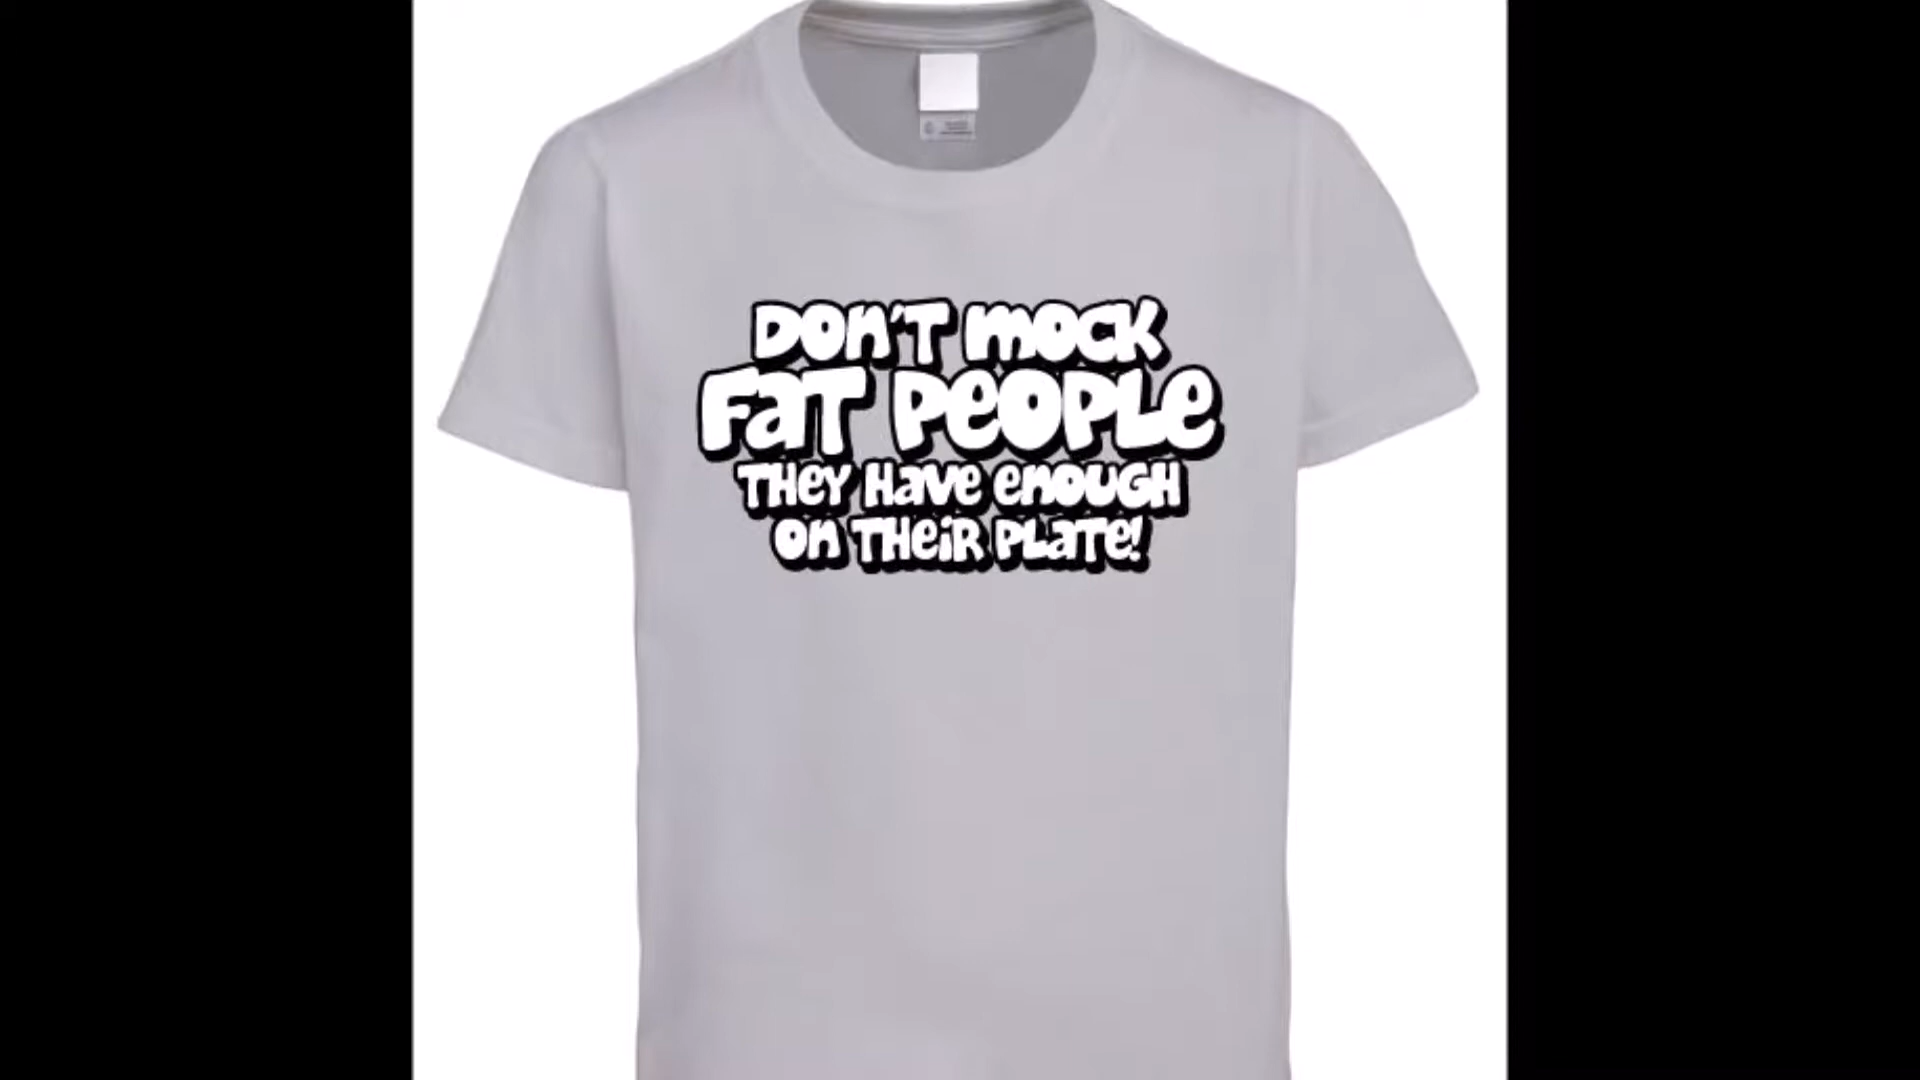 DON'T MOCK
FAT PEOPLE
THEY HAVE ENOUGH
ON THEIR PLATE!